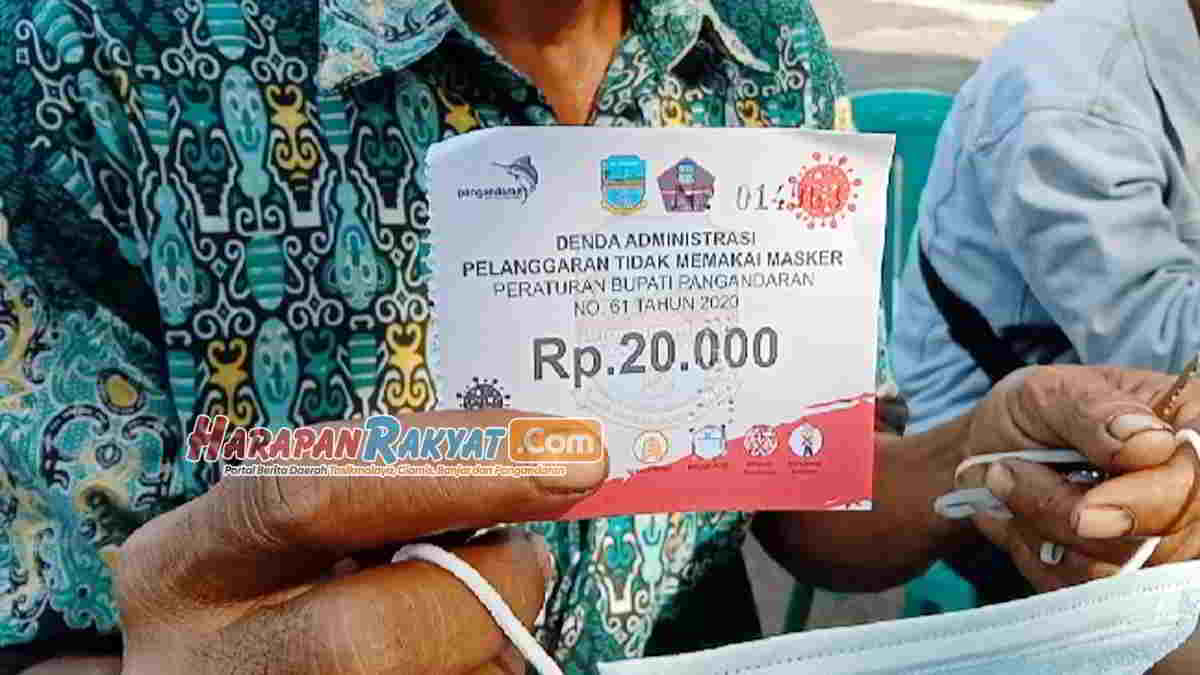 pangandaran
014363
DENDA ADMINISTRASI
PELANGGARAN TIDAK MEMAKAI MASKER
PERATURAN BUPATI PANGANDARAN
NO. 61 TAHUN 2020
Rp.20.000
HARAPANRAKYAT.Com
Portal Berita Daerah Tasikmalaya, Ciamis, Banjar dan Pangandaran